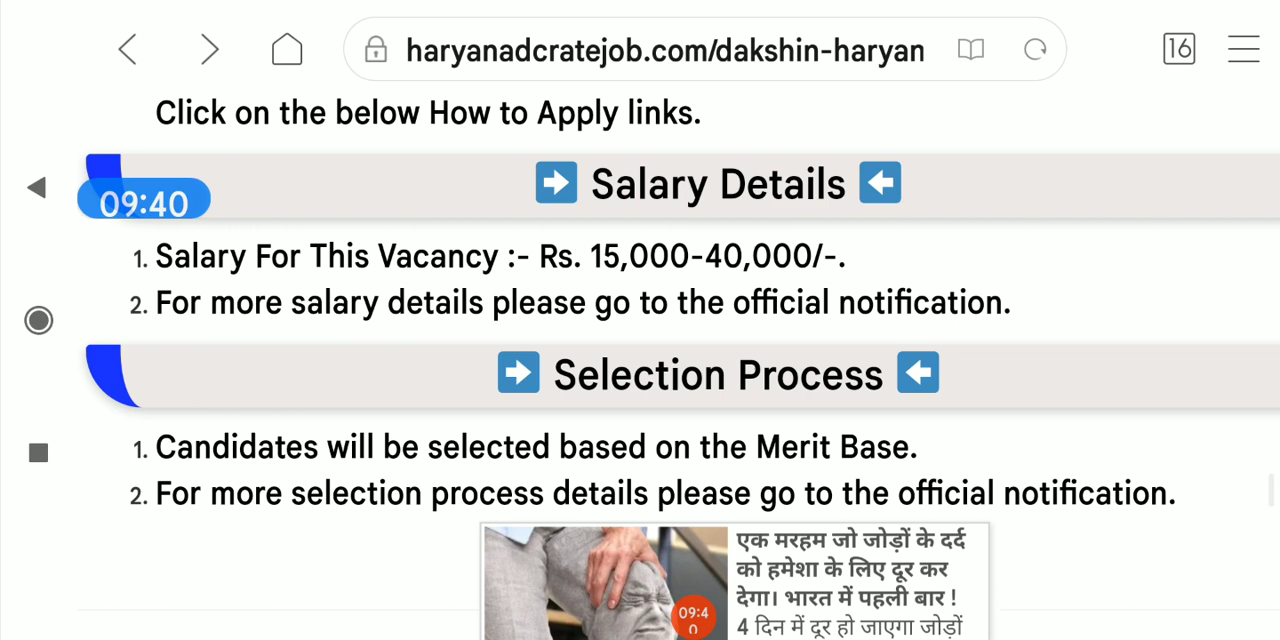 haryanadcratejob.com/dakshin-haryan
16
Click on the below How to Apply links.
➡ Salary Details ⬅
09:40
1. Salary For This Vacancy :- Rs. 15,000-40,000/-.
2. For more salary details please go to the official notification.
➡ Selection Process ⬅
1. Candidates will be selected based on the Merit Base.
2. For more selection process details please go to the official notification.
एक मरहम जो जोड़ों के दर्द
को हमेशा के लिए दूर कर
देगा। भारत में पहली बार !
4 दिन में दूर हो जाएगा जोड़ों
09:4
0